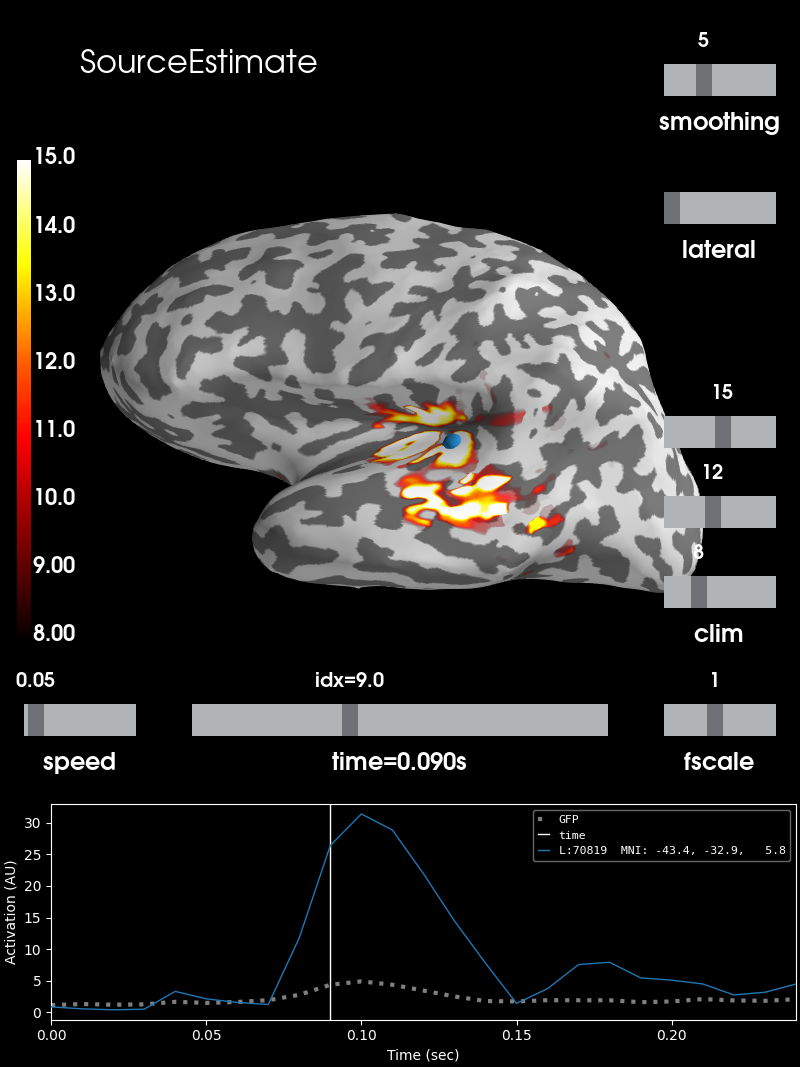 SourceEstimate
5
smoothing
lateral
15.0
14.0
13.0
12.0
11.0
10.0
9.00
8.00
15
12
8
clim
0.05
speed
idx=9.0
time=0.090s
1
fscale
GFP
time
L:70819 MNI: -43.4, -32.9, 5.8
Activation (AU)
30
25
20
15
10
5
0
0.00 0.05 0.10 0.15 0.20
Time (sec)